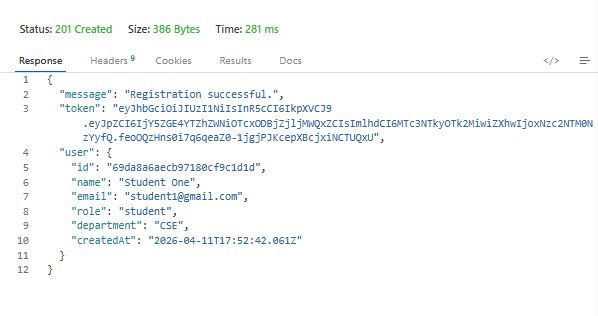 Status: 201 Created Size: 386 Bytes Time: 281 ms
Response Headers 9 Cookies Results Docs </>
1 {
2 "message": "Registration successful.",
3 "token": "eyJhbGciOiJIUzI1NiIsInR5cCI6IkpXVCJ9
.eyJpZCI6IjY5ZGE4YTZhZWNiOTcxODBjZjljMWQxZCIsImlhdCI6MTc3NTkyOTk2MiwiZXhwIjoxNzc2NTM0NzYyfQ.feoOQzHns0i7q6qeaZ0-1jgjPJKcepXBcjxiNCTUQxU",
4 "user": {
5 "id": "69da8a6aecb97180cf9c1d1d",
6 "name": "Student One",
7 "email": "student1@gmail.com",
8 "role": "student",
9 "department": "CSE",
10 "createdAt": "2026-04-11T17:52:42.061Z"
11 }
12 }